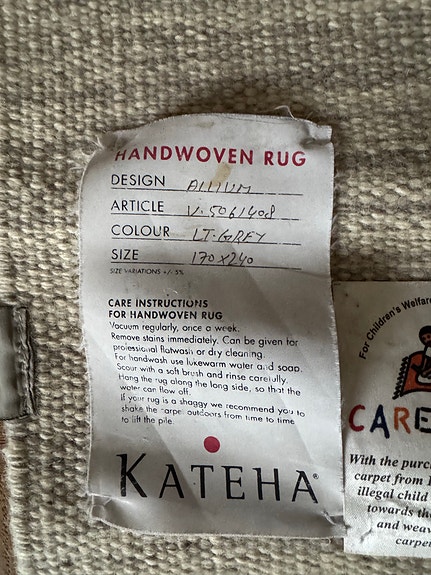 HANDWOVEN RUG
DESIGN ALLIUM
ARTICLE V-5061408
COLOUR LT-GREY
SIZE 170x240
SIZE VARIATIONS +/- 5%
CARE INSTRUCTIONS
FOR HANDWOVEN RUG
Vacuum regularly, once a week.
Remove stains immediately. Can be given for
professional flatwash or dry cleaning.
For handwash use lukewarm water and soap.
Scour with a soft brush and rinse carefully.
Hang the rug along the long side, so that the
water can flow off.
If your rug is a shaggy we recommend you to
shake the carpet outdoors from time to time
to lift the pile
KATEHA®
For Children's Welfare
CARE
With the purc
carpet from
illegal child
towards th
and weav
carpe